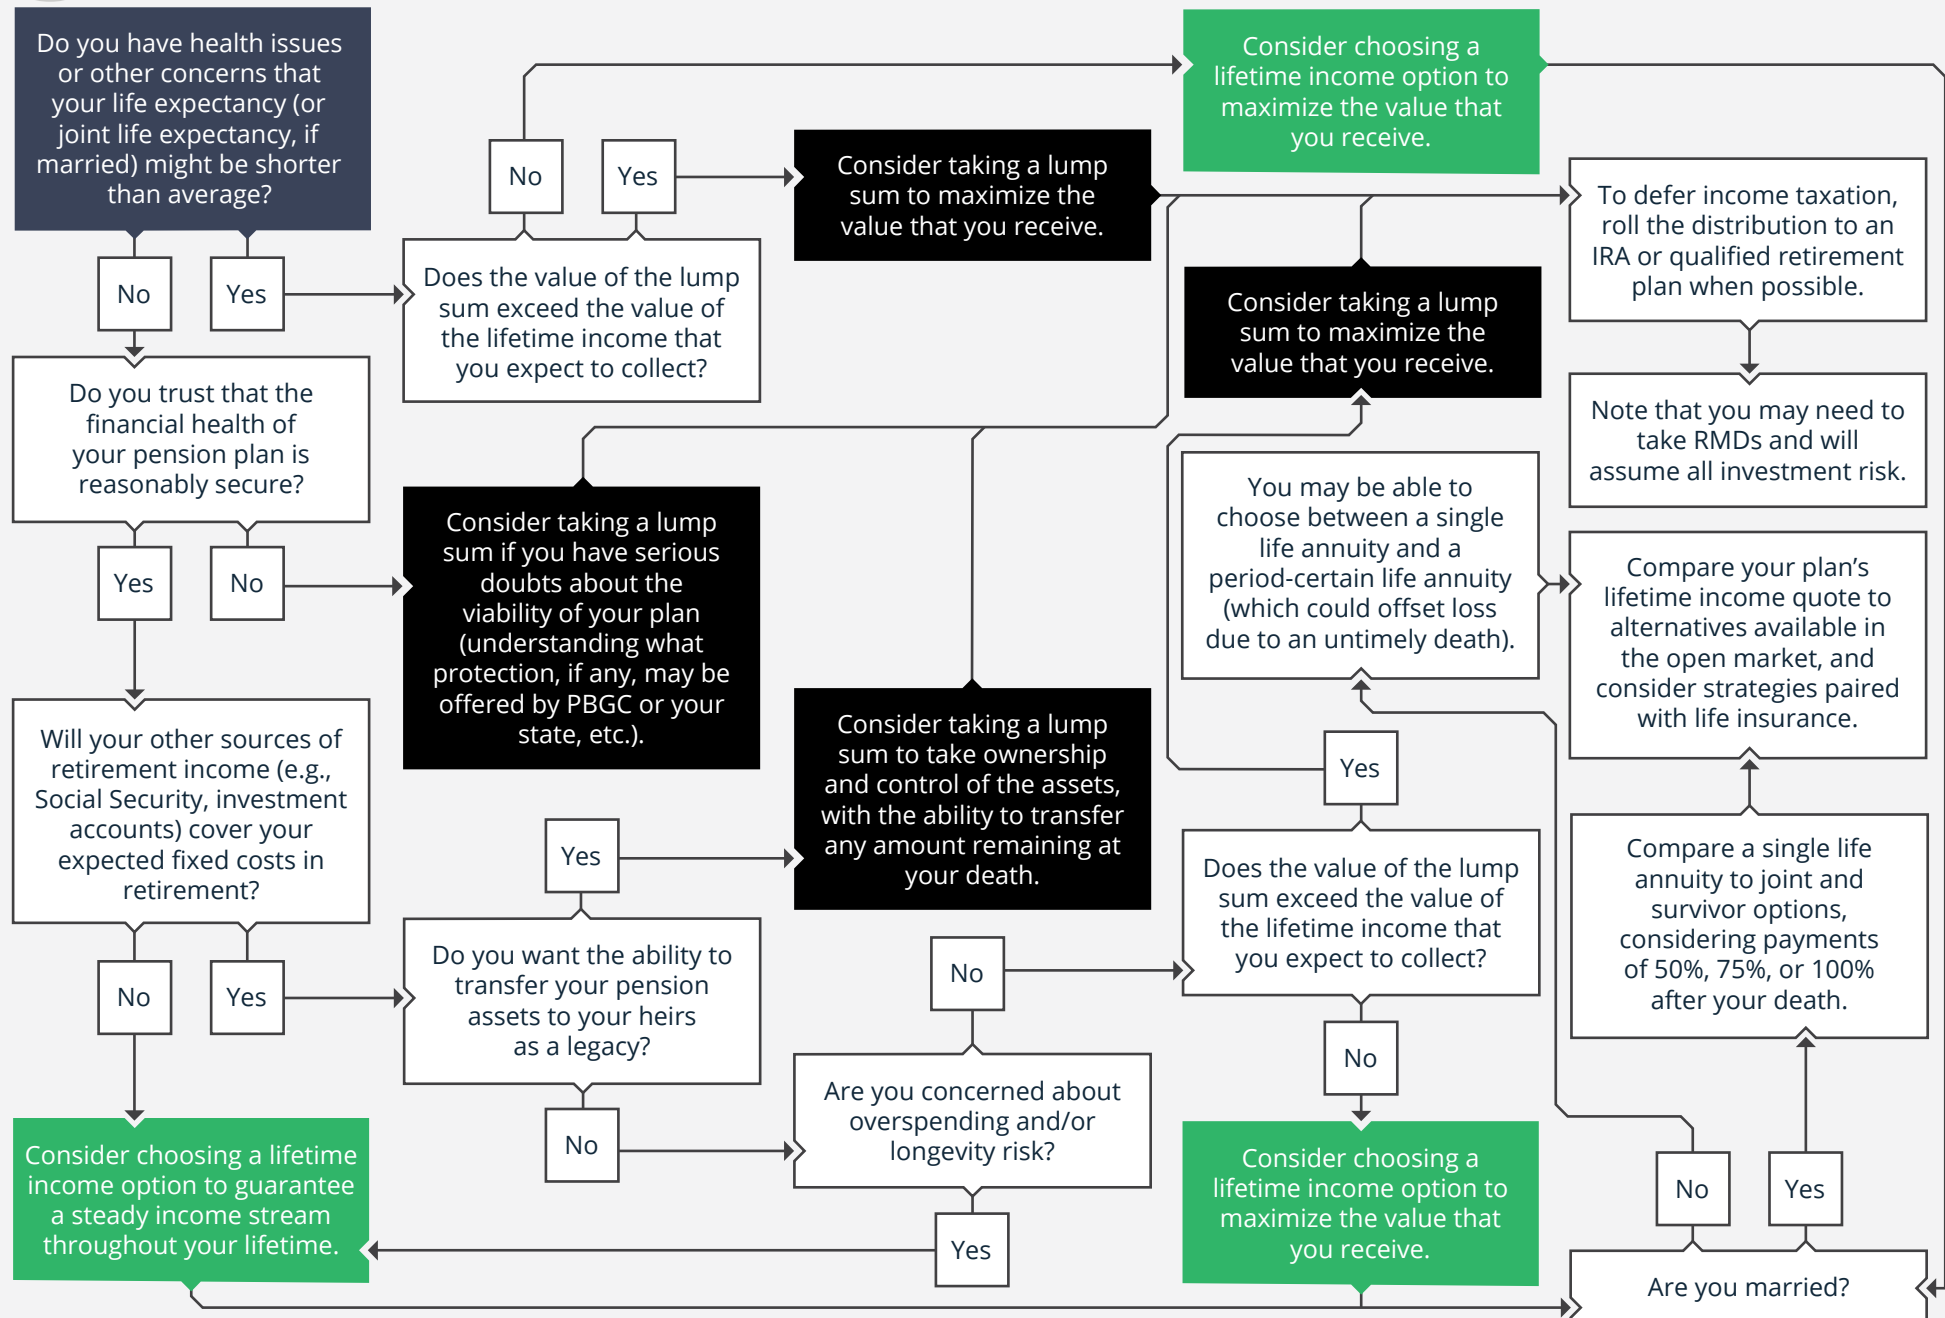 Do you have health issues
or other concerns that
your life expectancy (or
joint life expectancy, if
married) might be shorter
than average?
No
Yes
Does the value of the lump
sum exceed the value of
the lifetime income that
you expect to collect?
No
Yes
Consider taking a lump
sum to maximize the
value that you receive.
Consider choosing a
lifetime income option to
maximize the value that
you receive.
To defer income taxation,
roll the distribution to an
IRA or qualified retirement
plan when possible.
Note that you may need to
take RMDs and will
assume all investment risk.
Do you trust that the
financial health of
your pension plan is
reasonably secure?
Yes
No
Consider taking a lump
sum if you have serious
doubts about the
viability of your plan
(understanding what
protection, if any, may be
offered by PBGC or your
state, etc.).
Will your other sources of
retirement income (e.g.,
Social Security, investment
accounts) cover your
expected fixed costs in
retirement?
No
Yes
Do you want the ability to
transfer your pension
assets to your heirs
as a legacy?
Yes
No
Consider taking a lump
sum to take ownership
and control of the assets,
with the ability to transfer
any amount remaining at
your death.
Are you concerned about
overspending and/or
longevity risk?
No
Yes
Consider choosing a lifetime
income option to guarantee
a steady income stream
throughout your lifetime.
Does the value of the lump
sum exceed the value of
the lifetime income that
you expect to collect?
Yes
No
Consider taking a lump
sum to maximize the
value that you receive.
Consider choosing a
lifetime income option to
maximize the value that
you receive.
Are you married?
No
Yes
You may be able to
choose between a single
life annuity and a
period-certain life annuity
(which could offset loss
due to an untimely death).
Compare a single life
annuity to joint and
survivor options,
considering payments
of 50%, 75%, or 100%
after your death.
Compare your plan’s
lifetime income quote to
alternatives available in
the open market, and
consider strategies paired
with life insurance.